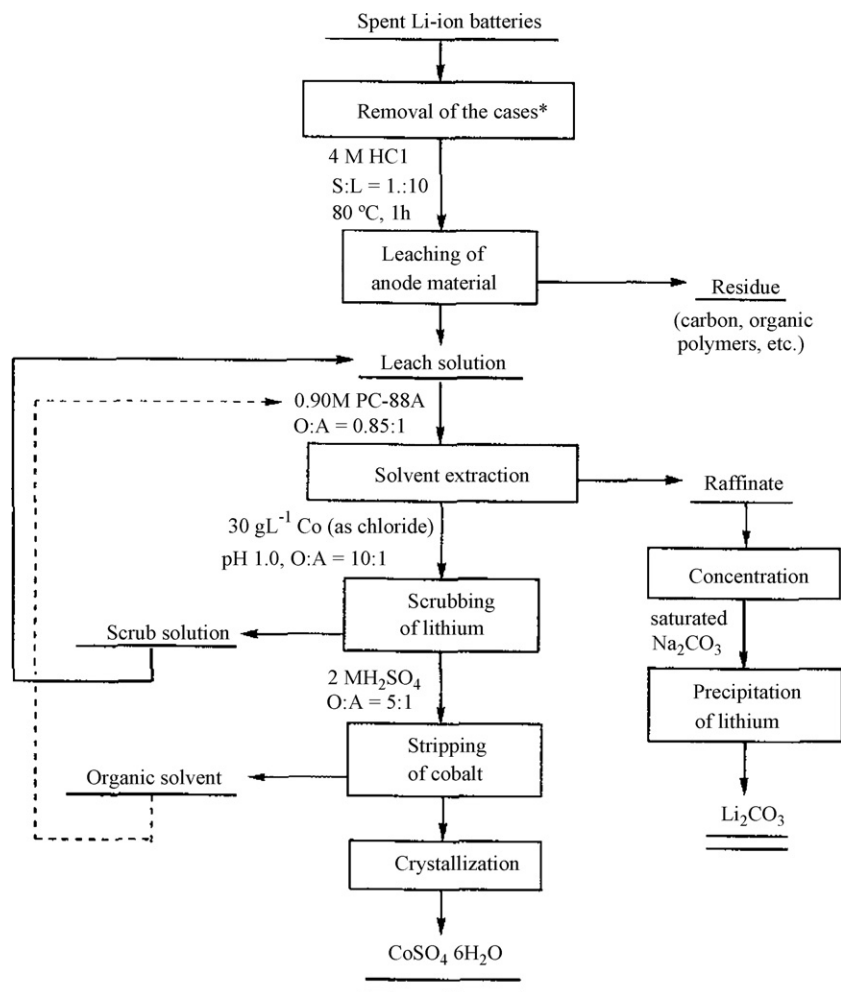 Spent Li-ion batteries
Removal of the cases*
4 M HC1
S:L = 1.:10
80 ºC, 1h
Leaching of
anode material
Residue
(carbon, organic
polymers, etc.)
Leach solution
0.90M PC-88A
O:A = 0.85:1
Solvent extraction
Raffinate
30 gL⁻¹ Co (as chloride)
pH 1.0, O:A = 10:1
Concentration
Scrubbing
of lithium
Scrub solution
saturated
Na₂CO₃
2 MH₂SO₄
O:A = 5:1
Precipitation
of lithium
Stripping
of cobalt
Organic solvent
Li₂CO₃
Crystallization
CoSO₄ 6H₂O